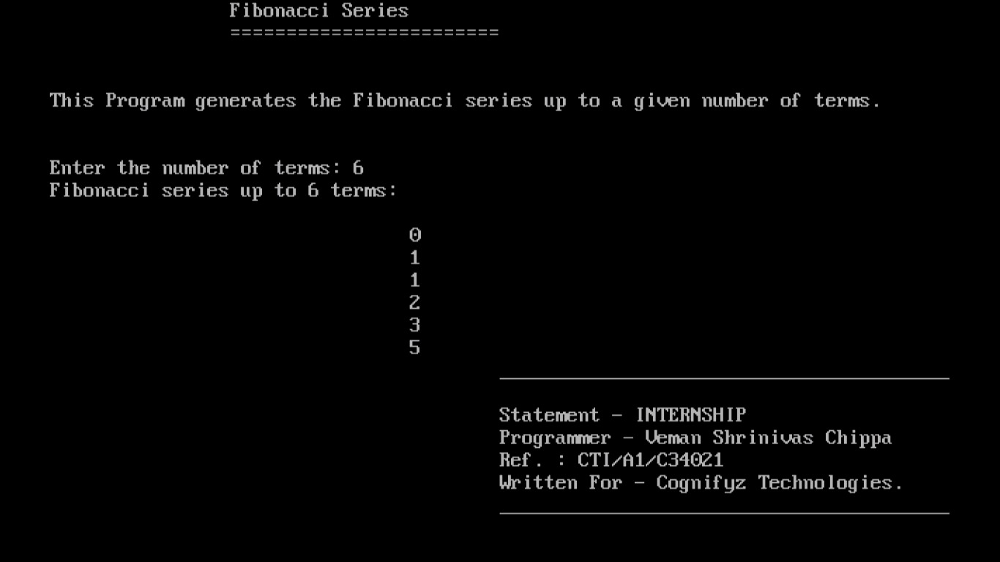 Fibonacci Series
========================
This Program generates the Fibonacci series up to a given number of terms.
Enter the number of terms: 6
Fibonacci series up to 6 terms:
0
1
1
2
3
5
Statement - INTERNSHIP
Programmer - Veman Shrinivas Chippa
Ref. : CTI/A1/C34021
Written For - Cognifyz Technologies.